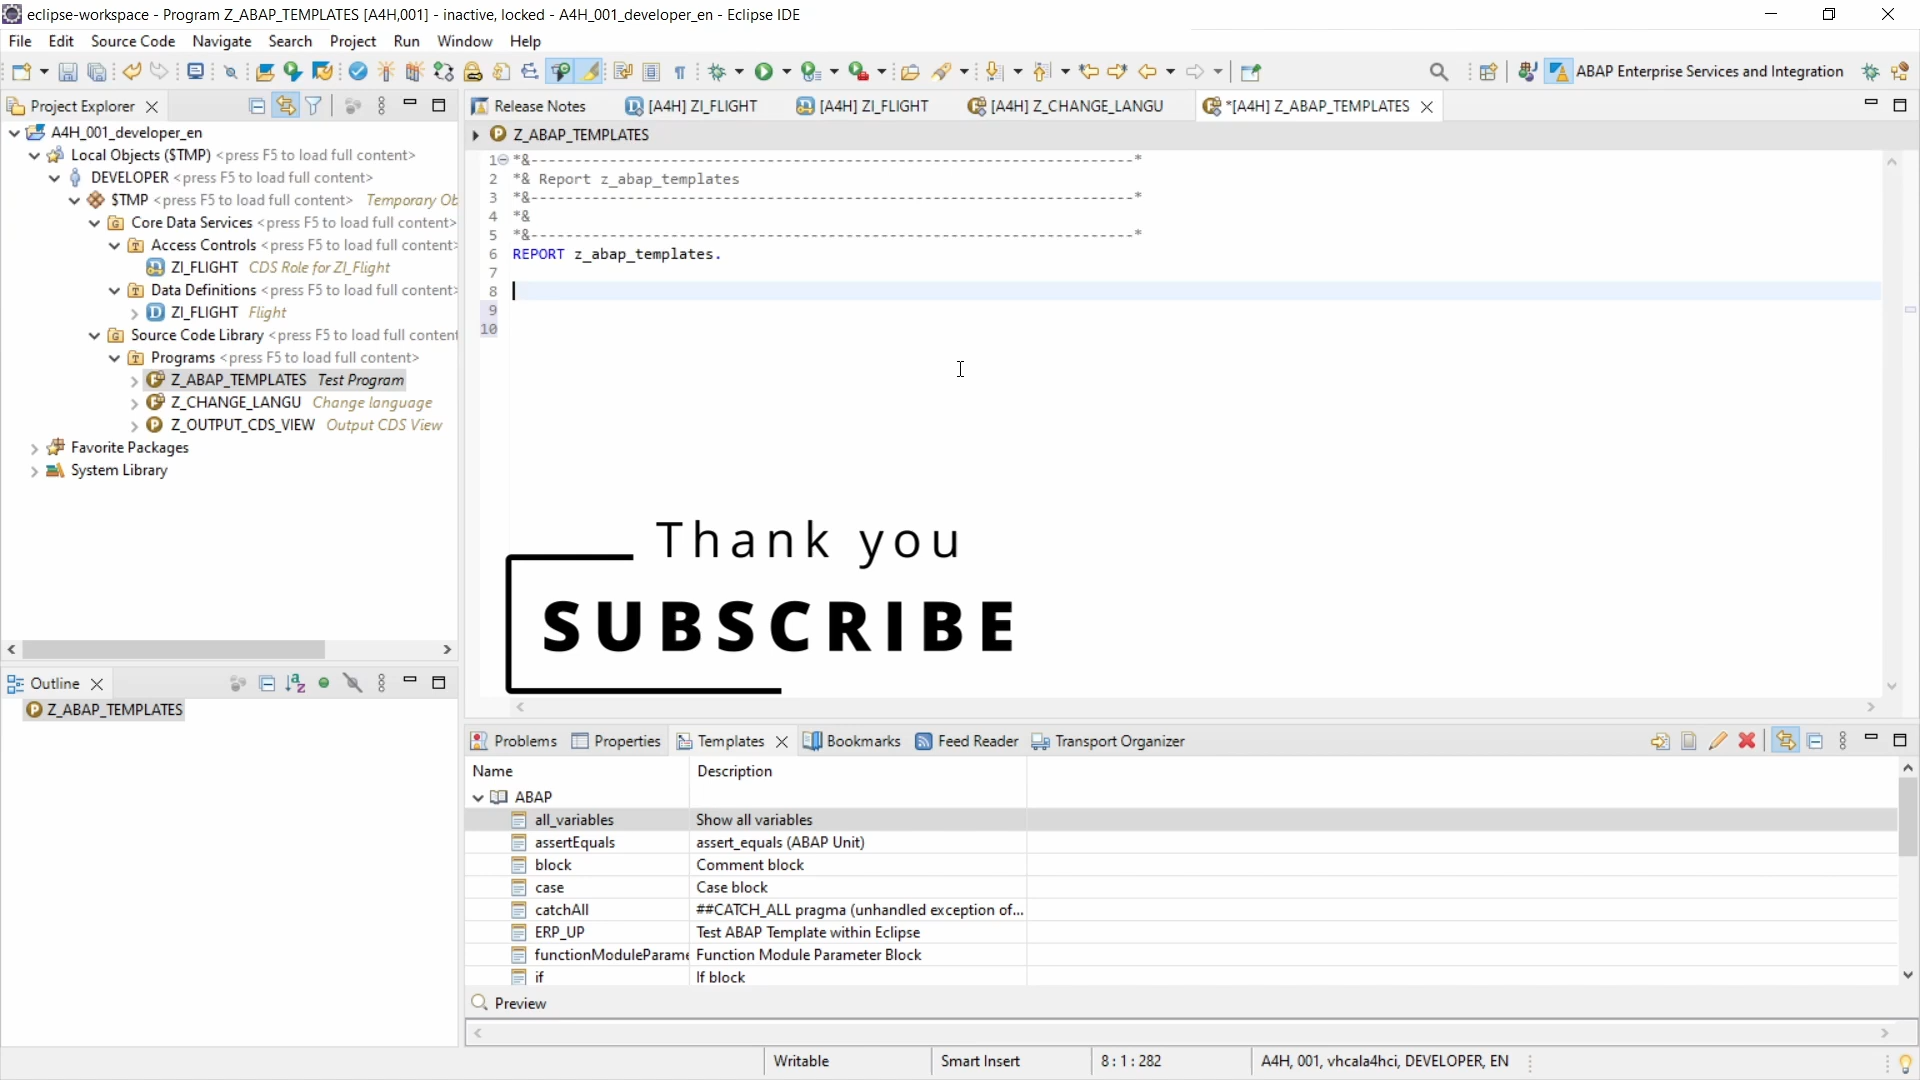 eclipse-workspace - Program Z_ABAP_TEMPLATES [A4H,001] - inactive, locked - A4H_001_developer_en - Eclipse IDE
File Edit Source Code Navigate Search Project Run Window Help
ABAP Enterprise Services and Integration
Project Explorer
Release Notes [A4H] ZI_FLIGHT [A4H] ZI_FLIGHT [A4H] Z_CHANGE_LANGU *[A4H] Z_ABAP_TEMPLATES
A4H_001_developer_en
Local Objects ($TMP) <press F5 to load full content>
DEVELOPER <press F5 to load full content>
$TMP <press F5 to load full content> Temporary Ob
Core Data Services <press F5 to load full content>
Access Controls <press F5 to load full content>
ZI_FLIGHT CDS Role for ZI_Flight
Data Definitions <press F5 to load full content>
ZI_FLIGHT Flight
Source Code Library <press F5 to load full content
Programs <press F5 to load full content>
Z_ABAP_TEMPLATES Test Program
Z_CHANGE_LANGU Change language
Z_OUTPUT_CDS_VIEW Output CDS View
Favorite Packages
System Library
Z_ABAP_TEMPLATES
1 *&---------------------------------------------------------------------*
2 *& Report z_abap_templates
3 *&---------------------------------------------------------------------*
4 *&
5 *&---------------------------------------------------------------------*
6 REPORT z_abap_templates.
7
8
9
10
Thank you
SUBSCRIBE
Outline
Z_ABAP_TEMPLATES
Problems Properties Templates Bookmarks Feed Reader Transport Organizer
Name Description
ABAP
all_variables Show all variables
assertEquals assert_equals (ABAP Unit)
block Comment block
case Case block
catchAll ##CATCH_ALL pragma (unhandled exception of...
ERP_UP Test ABAP Template within Eclipse
functionModuleParame Function Module Parameter Block
if If block
Preview
Writable Smart Insert 8 : 1 : 282 A4H, 001, vhcala4hci, DEVELOPER, EN